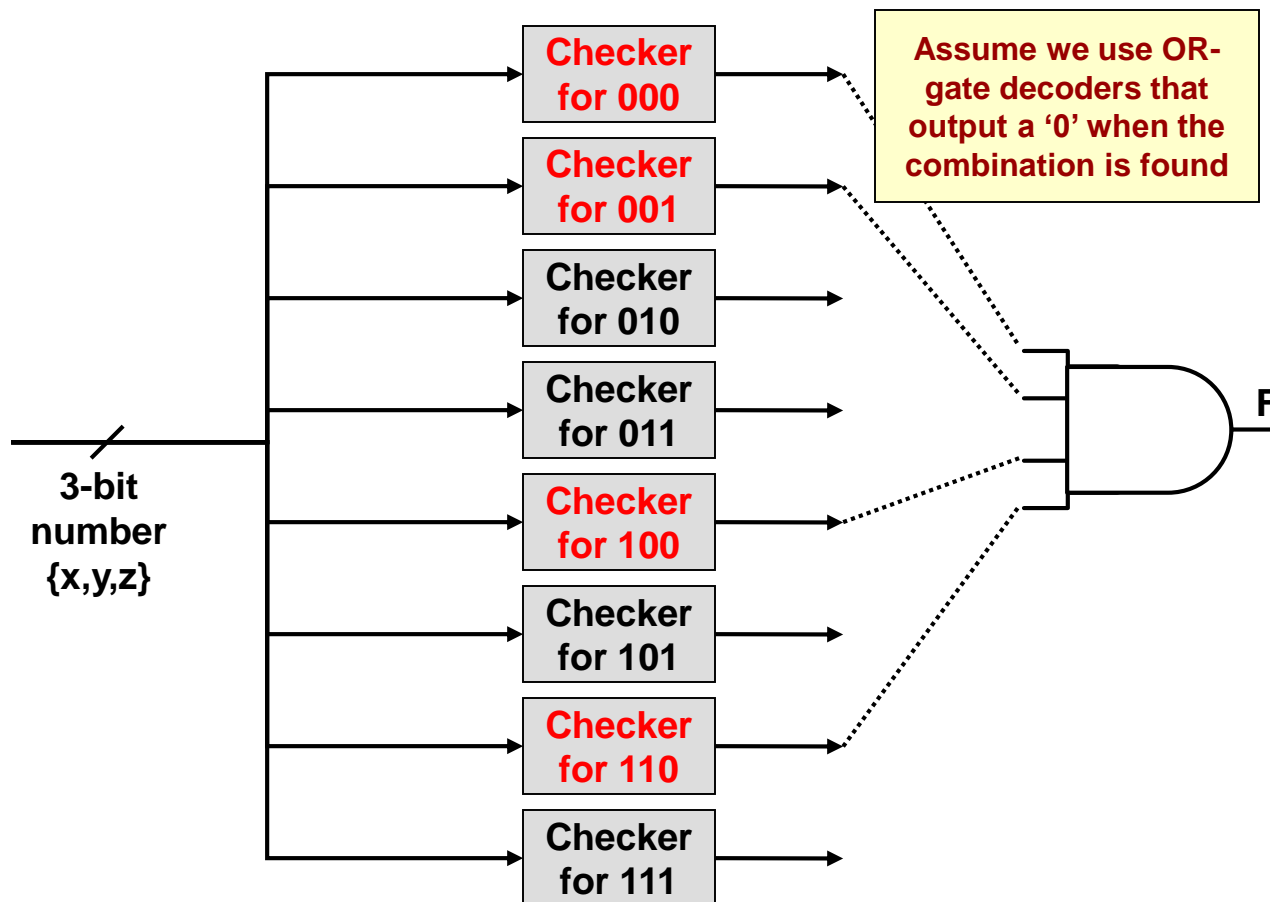 Checker
for 000
Assume we use OR-
gate decoders that
output a ‘0’ when the
combination is found
Checker
for 001
Checker
for 010
Checker
for 011
F
3-bit
number
{x,y,z}
Checker
for 100
Checker
for 101
Checker
for 110
Checker
for 111